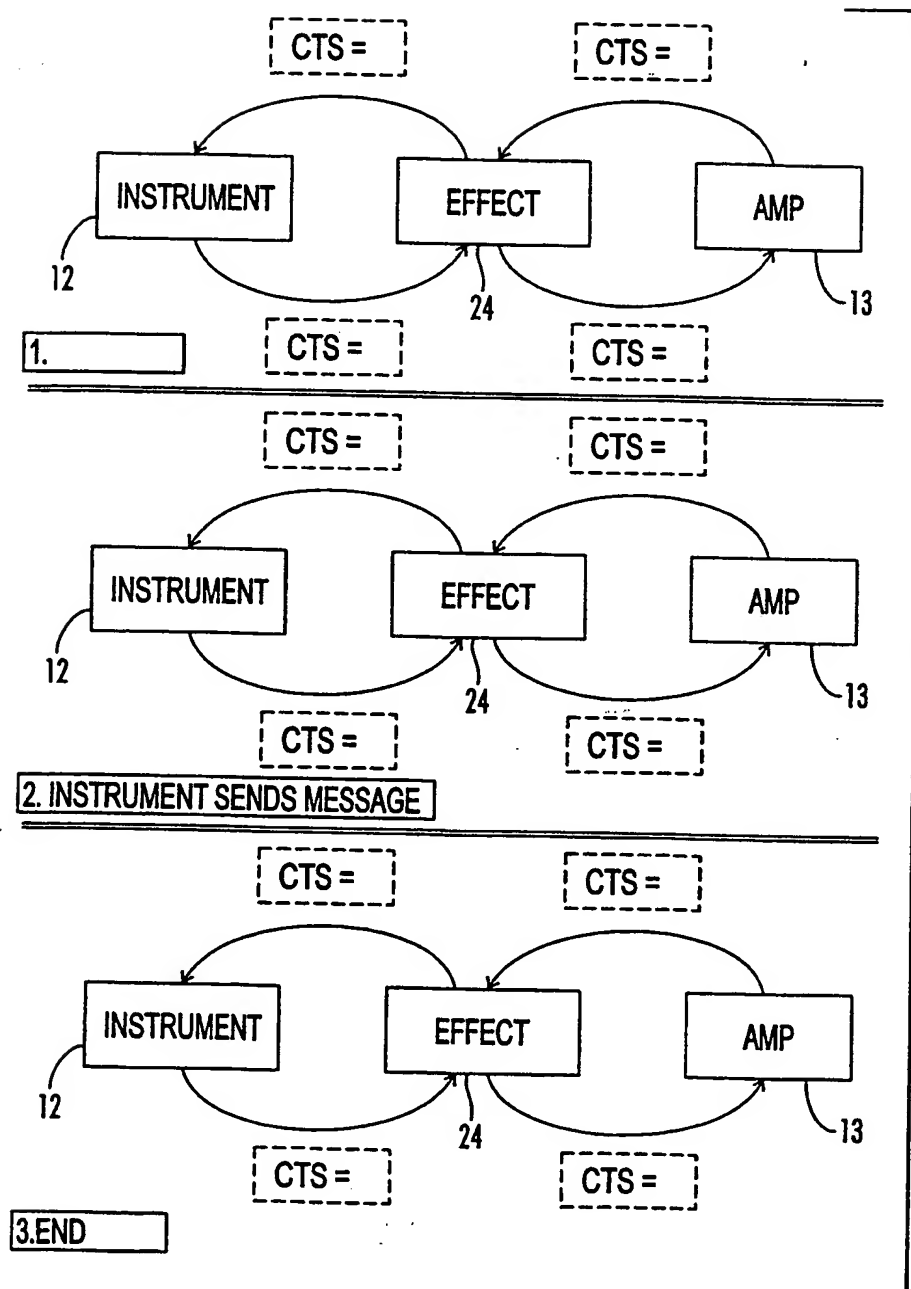 CTS = CTS =
INSTRUMENT EFFECT AMP
12 24 13
CTS = CTS =
1.
CTS = CTS =
INSTRUMENT EFFECT AMP
12 24 13
CTS = CTS =
2. INSTRUMENT SENDS MESSAGE
CTS = CTS =
INSTRUMENT EFFECT AMP
12 24 13
CTS = CTS =
3.END